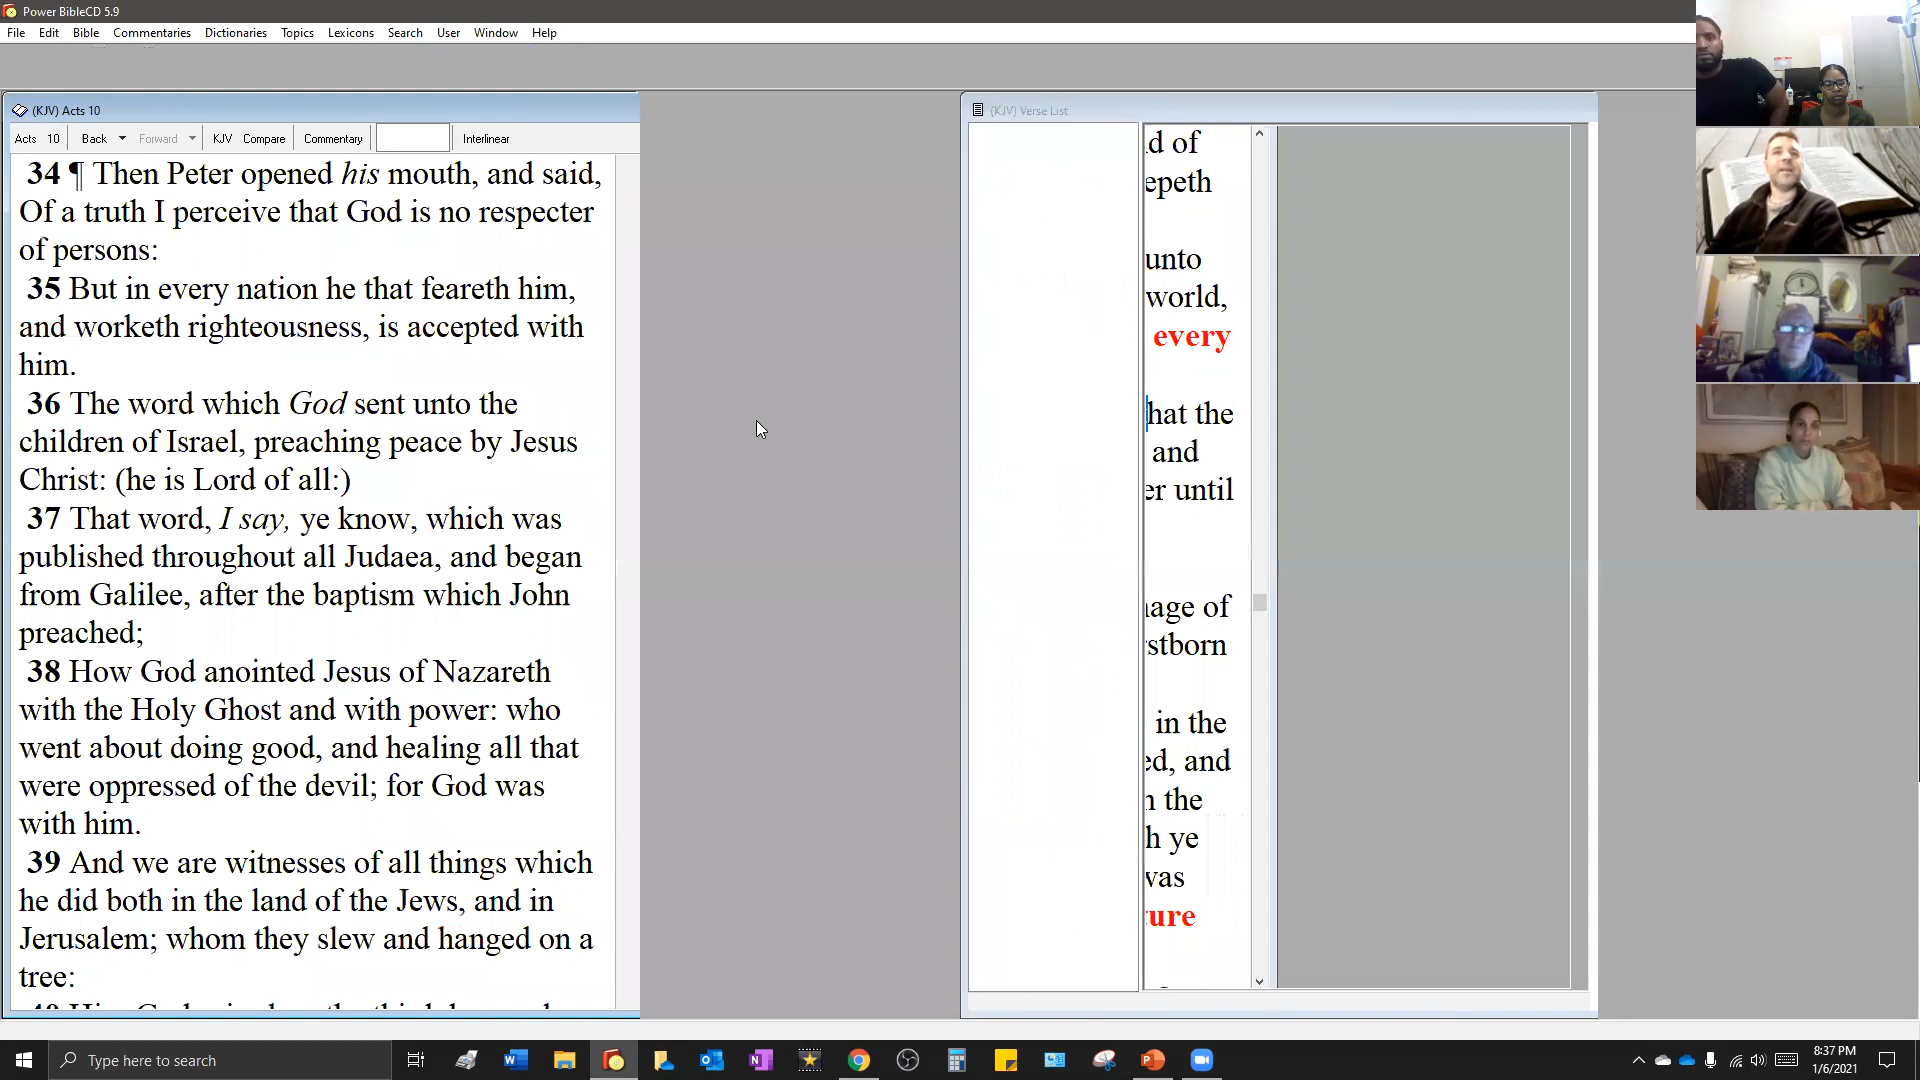 Power BibleCD 5.9
File Edit Bible Commentaries Dictionaries Topics Lexicons Search User Window Help
(KJV) Acts 10
Acts 10 Back Forward KJV Compare Commentary Interlinear
34 ¶ Then Peter opened his mouth, and said,
Of a truth I perceive that God is no respecter
of persons:
35 But in every nation he that feareth him,
and worketh righteousness, is accepted with
him.
36 The word which God sent unto the
children of Israel, preaching peace by Jesus
Christ: (he is Lord of all:)
37 That word, I say, ye know, which was
published throughout all Judaea, and began
from Galilee, after the baptism which John
preached;
38 How God anointed Jesus of Nazareth
with the Holy Ghost and with power: who
went about doing good, and healing all that
were oppressed of the devil; for God was
with him.
39 And we are witnesses of all things which
he did both in the land of the Jews, and in
Jerusalem; whom they slew and hanged on a
tree:
(KJV) Verse List
d of
epeth
unto
world,
every
hat the
and
er until
age of
stborn
in the
ed, and
the
h ye
was
ure
Type here to search
8:37 PM
1/6/2021